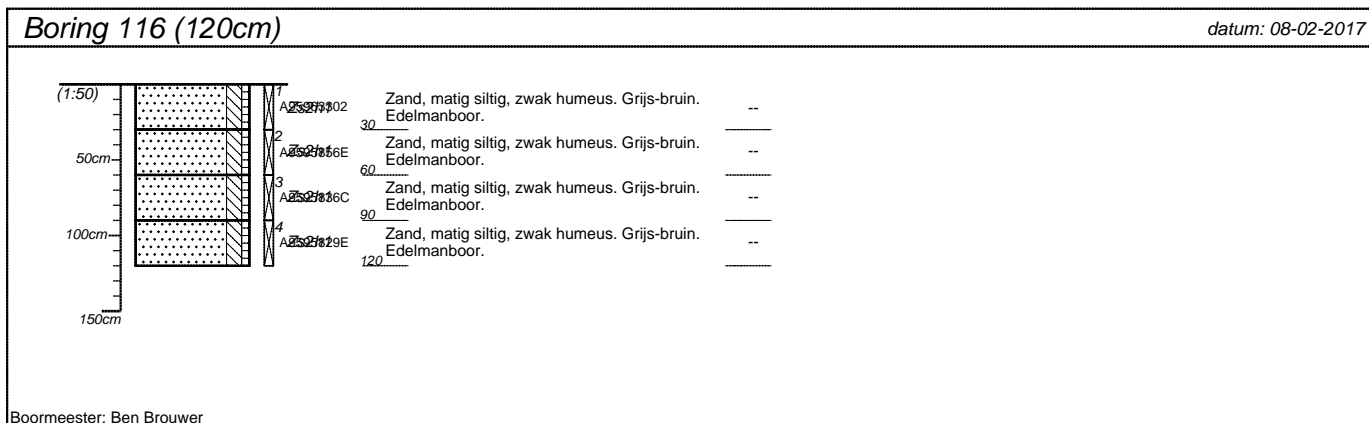 Boring 116 (120cm)
datum: 08-02-2017
(1:50)
1
Zand, matig siltig, zwak humeus. Grijs-bruin.
Edelmanboor.
--
30
2
Zand, matig siltig, zwak humeus. Grijs-bruin.
Edelmanboor.
--
50cm
60
3
Zand, matig siltig, zwak humeus. Grijs-bruin.
Edelmanboor.
--
90
4
Zand, matig siltig, zwak humeus. Grijs-bruin.
Edelmanboor.
--
100cm
120
150cm
Boormeester: Ben Brouwer